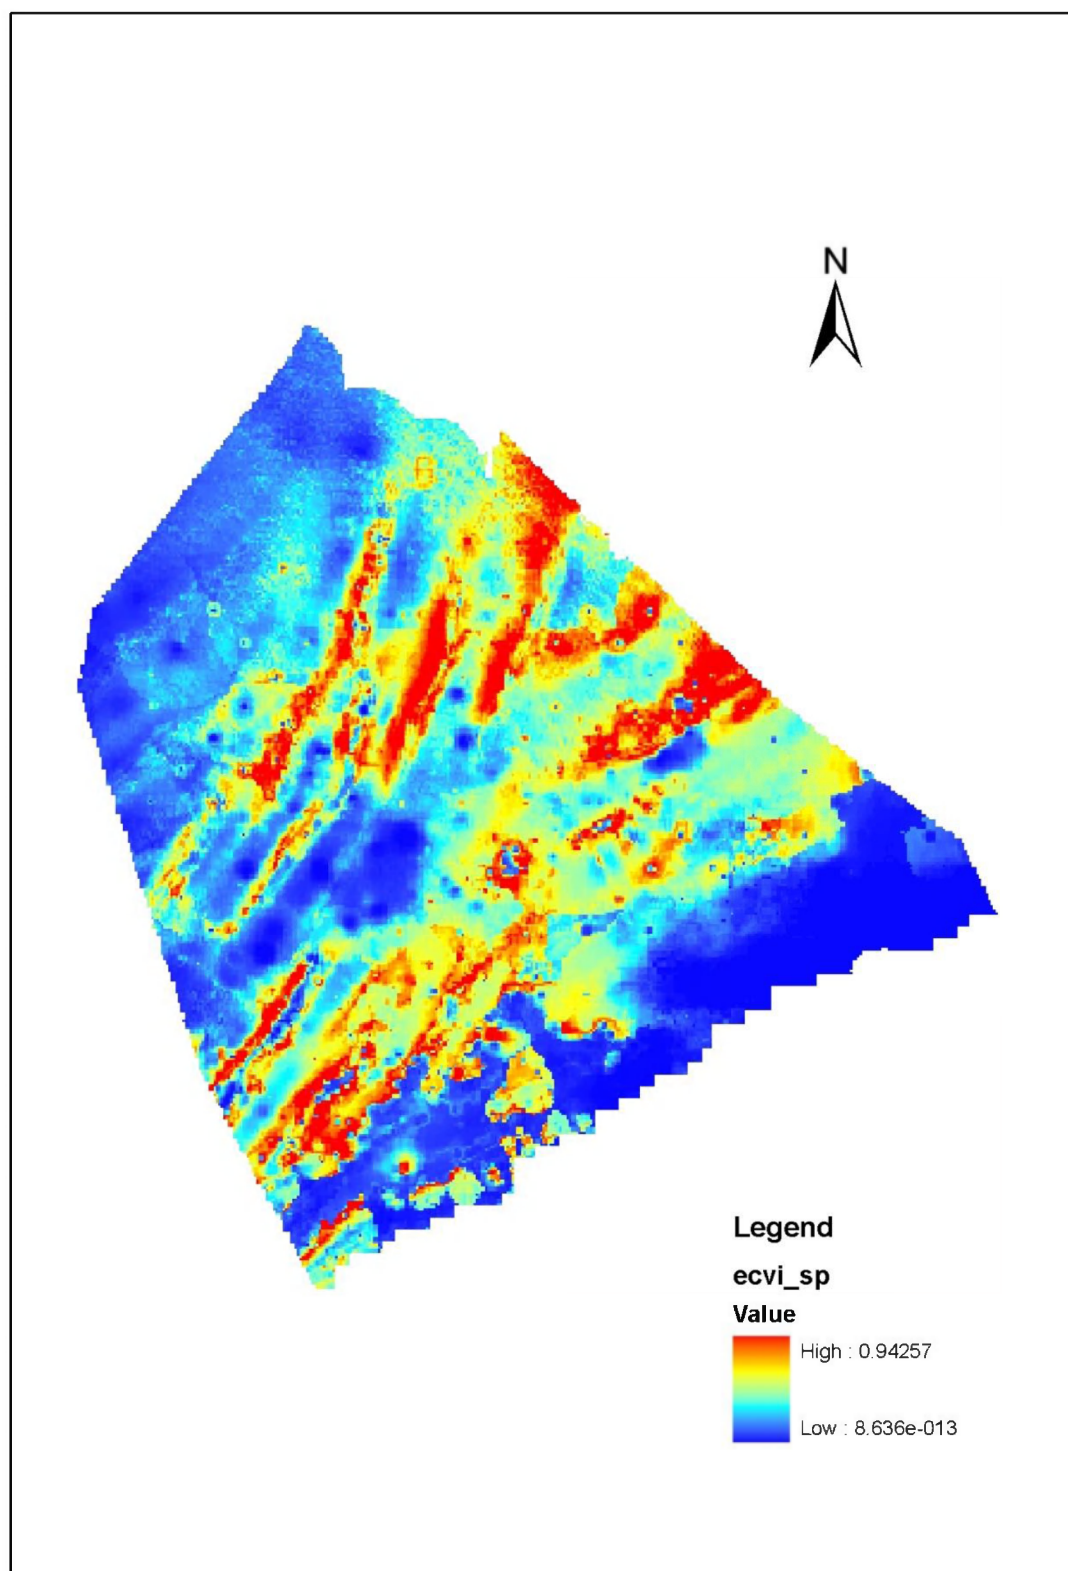 N
Legend
ecvi_sp
Value
High : 0.94257
Low : 8.636e-013